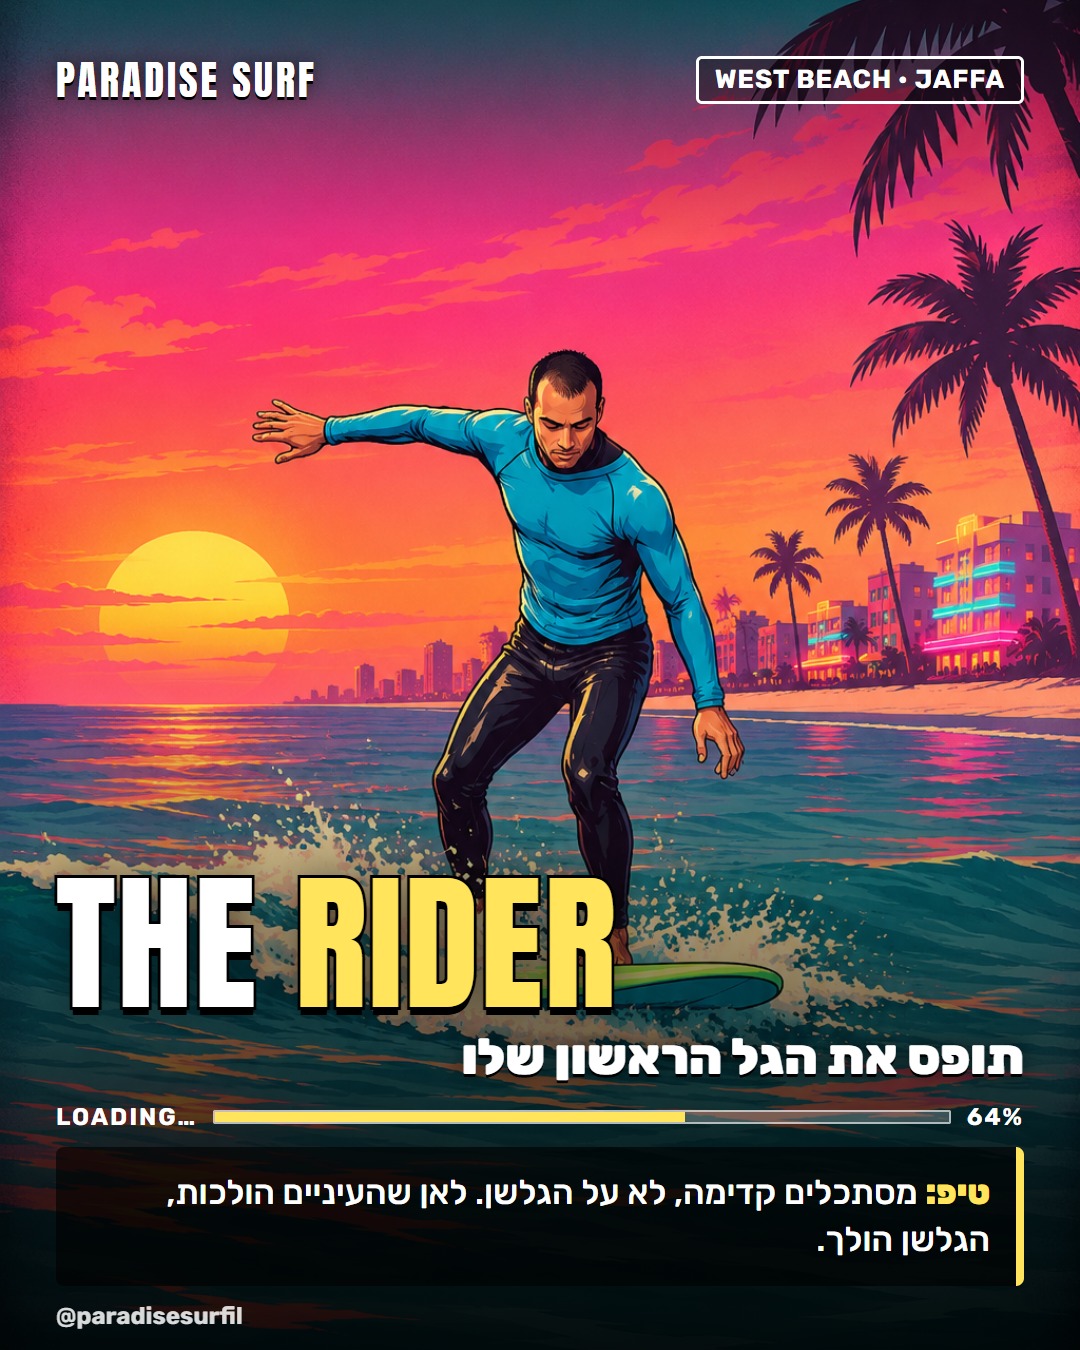 PARADISE SURF
WEST BEACH • JAFFA
THE RIDER
תופס את הגל הראשון שלו
LOADING… 64%
טיפ: מסתכלים קדימה, לא על הגלשן. לאן שהעיניים הולכות,
הגלשן הולך.
@paradisesurfil